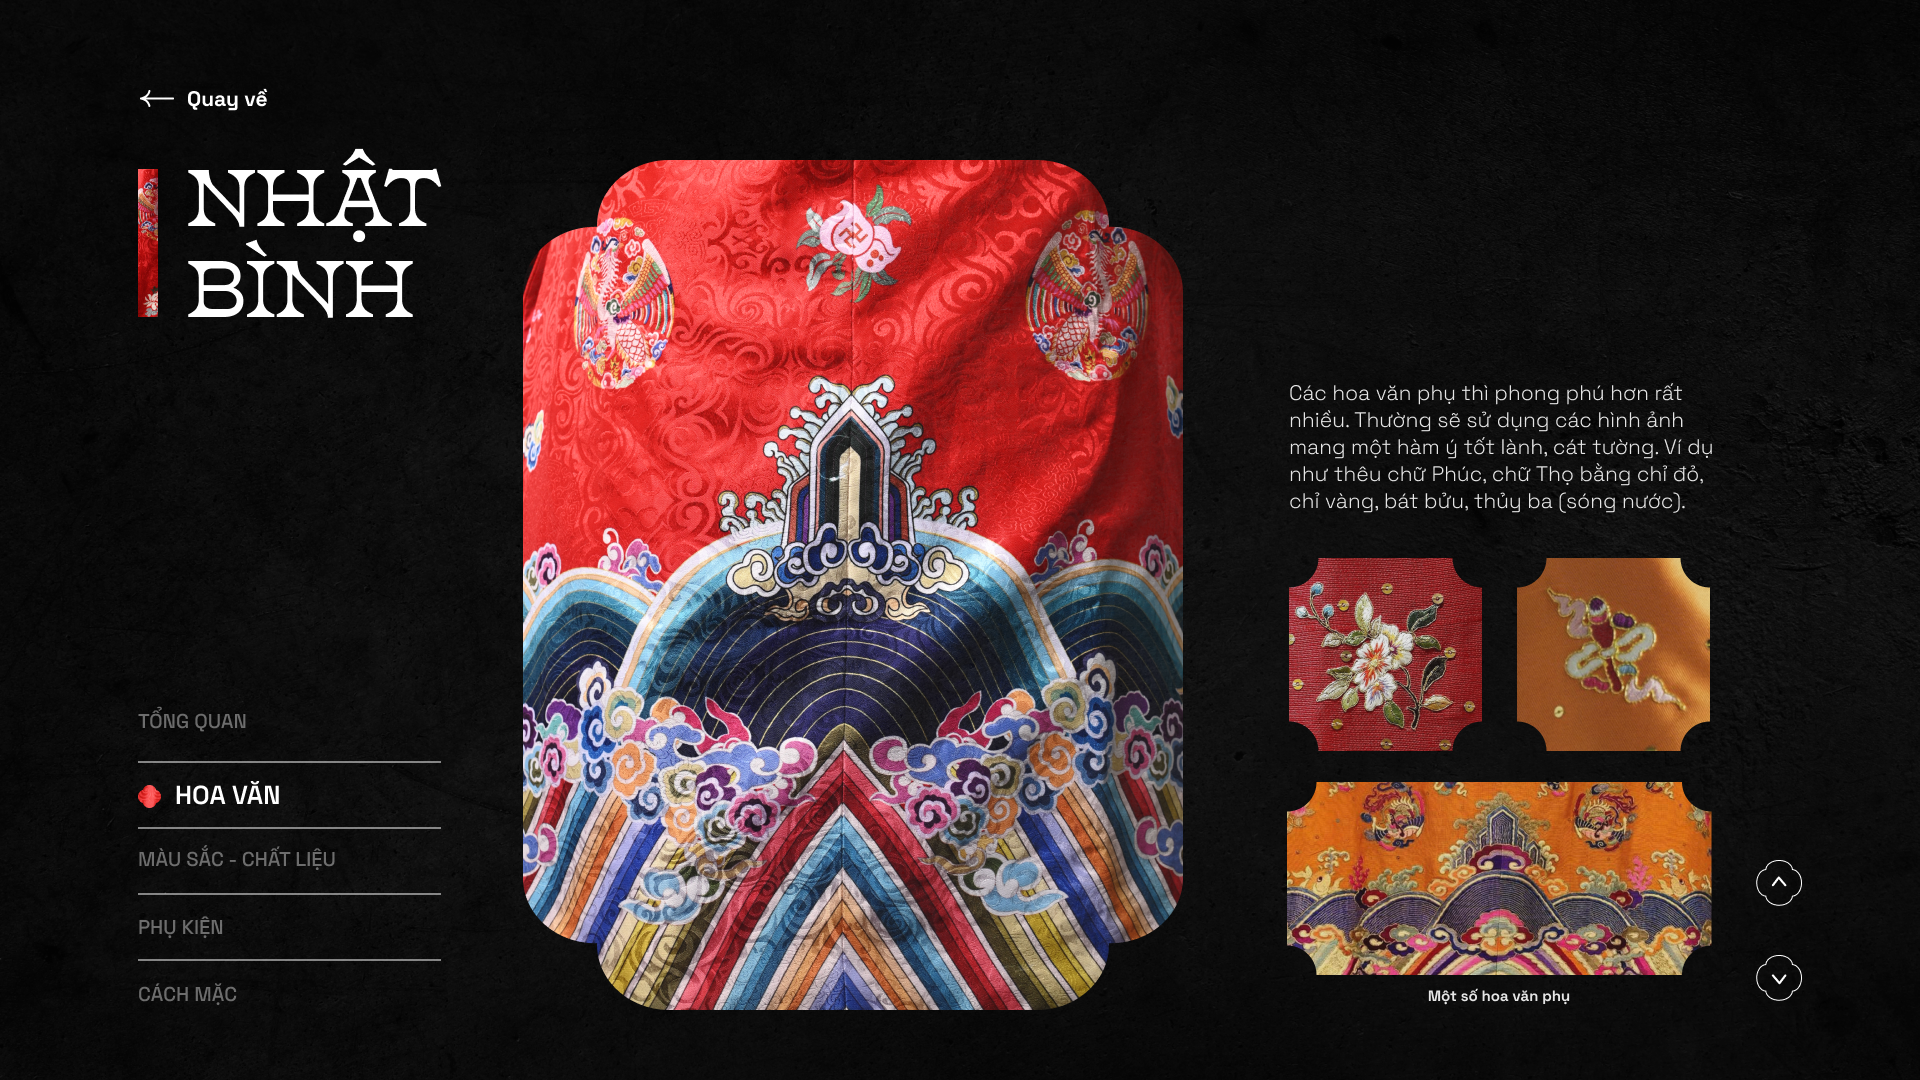 Quay về
NHẬT
BÌNH
TỔNG QUAN
HOA VĂN
MÀU SẮC - CHẤT LIỆU
PHỤ KIỆN
CÁCH MẶC
Các hoa văn phụ thì phong phú hơn rất
nhiều. Thường sẽ sử dụng các hình ảnh
mang một hàm ý tốt lành, cát tường. Ví dụ
như thêu chữ Phúc, chữ Thọ bằng chỉ đỏ,
chỉ vàng, bát bửu, thủy ba (sóng nước).
Một số hoa văn phụ